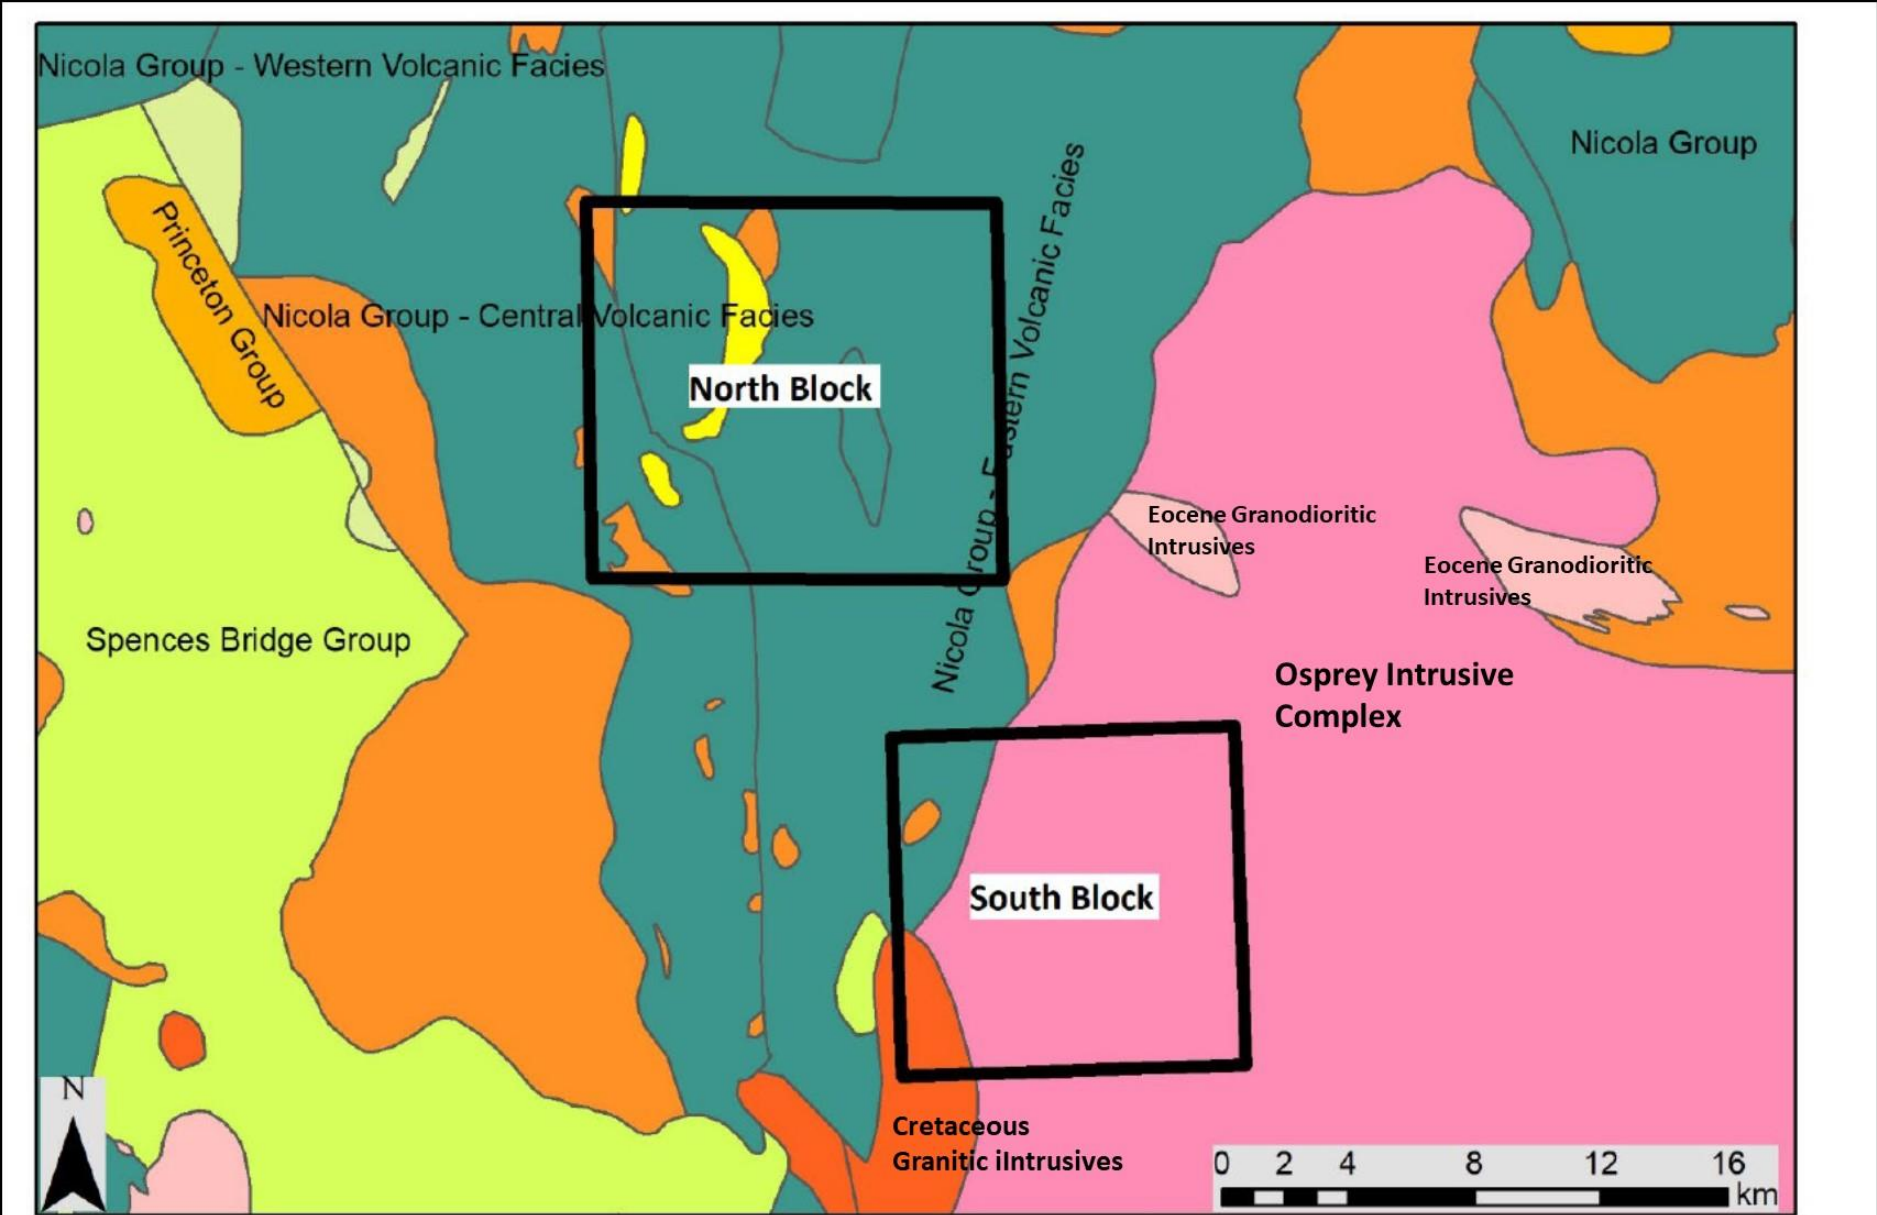 Nicola Group - Western Volcanic Facies
Nicola Group
Princeton Group
Nicola Group - Central Volcanic Facies
Nicola Group - Eastern Volcanic Facies
North Block
Eocene Granodioritic
Intrusives
Eocene Granodioritic
Intrusives
Spences Bridge Group
Osprey Intrusive
Complex
South Block
Cretaceous
Granitic iIntrusives
N
0 2 4 8 12 16
km